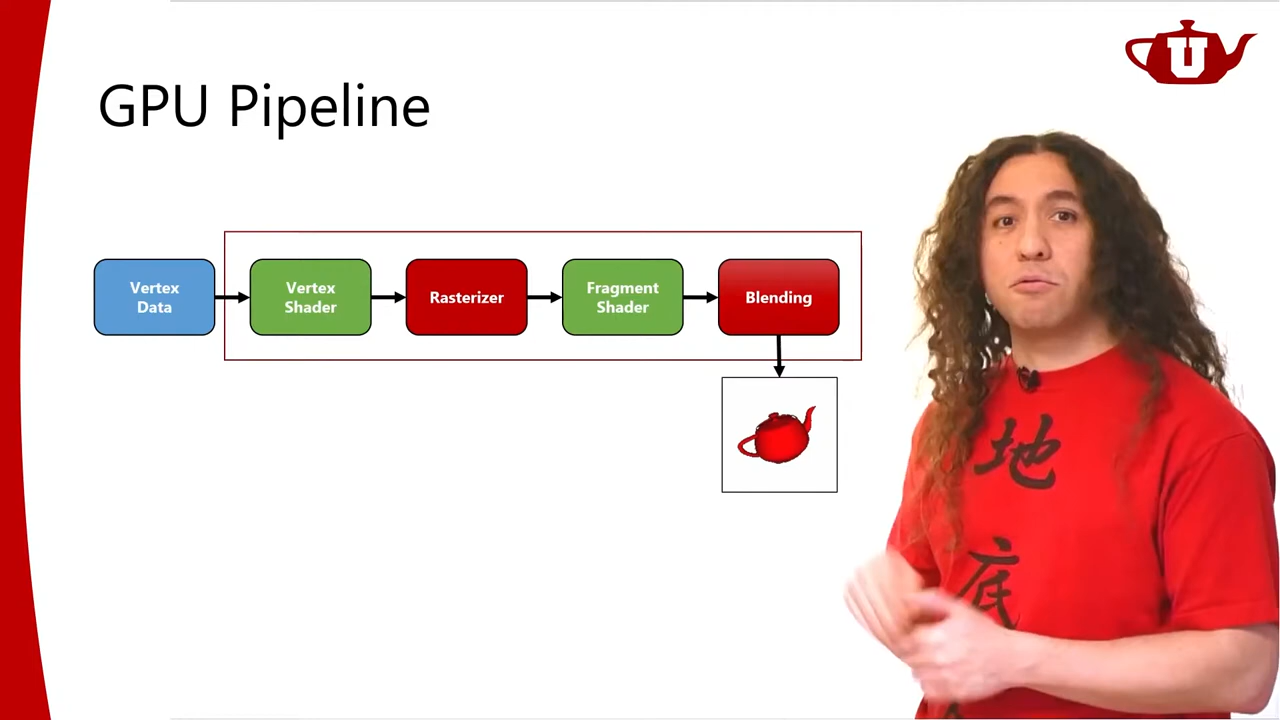 U
GPU Pipeline
Vertex
Data
Vertex
Shader
Rasterizer
Fragment
Shader
Blending
地
底